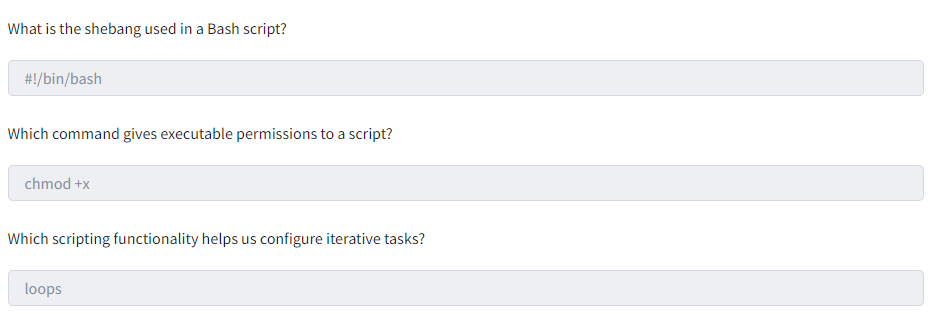 What is the shebang used in a Bash script?
#!/bin/bash
Which command gives executable permissions to a script?
chmod +x
Which scripting functionality helps us configure iterative tasks?
loops